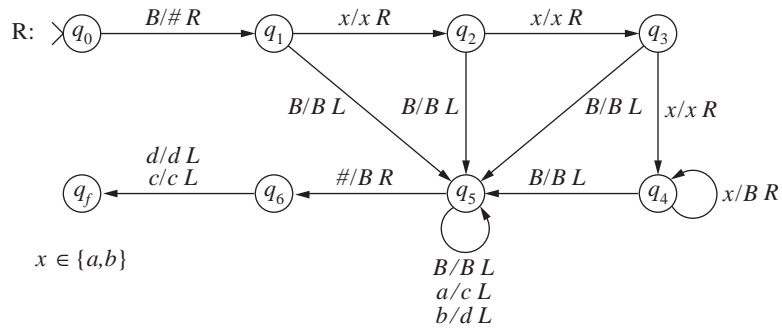 R: q0 B/# R q1 x/x R q2 x/x R q3
B/B L B/B L B/B L x/x R
d/d L
c/c L
qf q6 #/B R q5 B/B L q4 x/B R
x ∈ {a,b}
B/B L
a/c L
b/d L